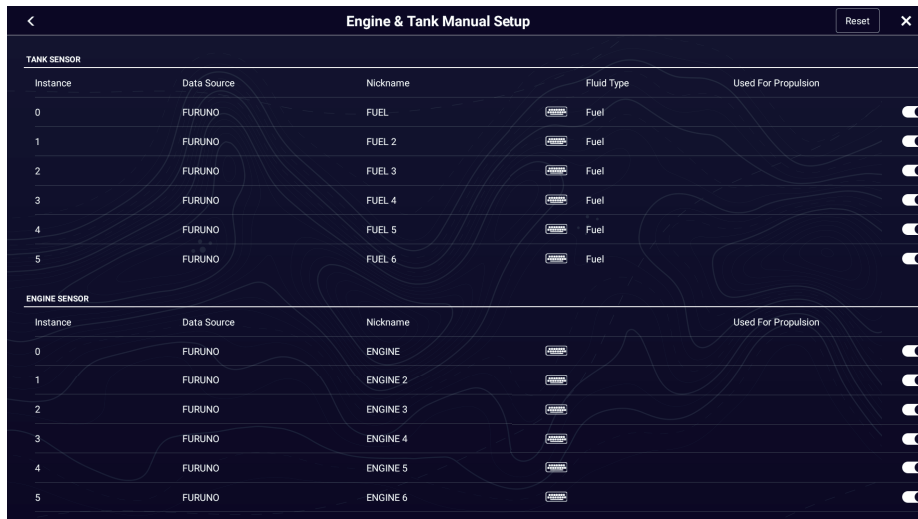 Engine & Tank Manual Setup Reset
TANK SENSOR
Instance Data Source Nickname Fluid Type Used For Propulsion
0 FURUNO FUEL Fuel
1 FURUNO FUEL 2 Fuel
2 FURUNO FUEL 3 Fuel
3 FURUNO FUEL 4 Fuel
4 FURUNO FUEL 5 Fuel
5 FURUNO FUEL 6 Fuel
ENGINE SENSOR
Instance Data Source Nickname Used For Propulsion
0 FURUNO ENGINE
1 FURUNO ENGINE 2
2 FURUNO ENGINE 3
3 FURUNO ENGINE 4
4 FURUNO ENGINE 5
5 FURUNO ENGINE 6